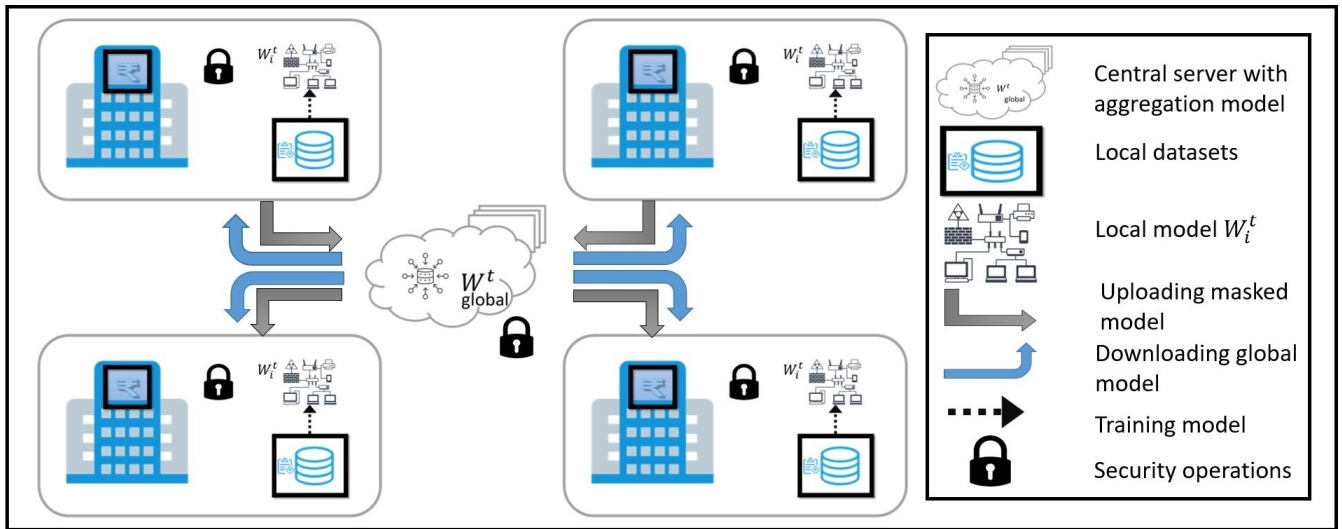 W_i^t
W_i^t
W^t
global
W_i^t
W_i^t
W^t
global
Central server with
aggregation model
Local datasets
Local model W_i^t
Uploading masked
model
Downloading global
model
Training model
Security operations